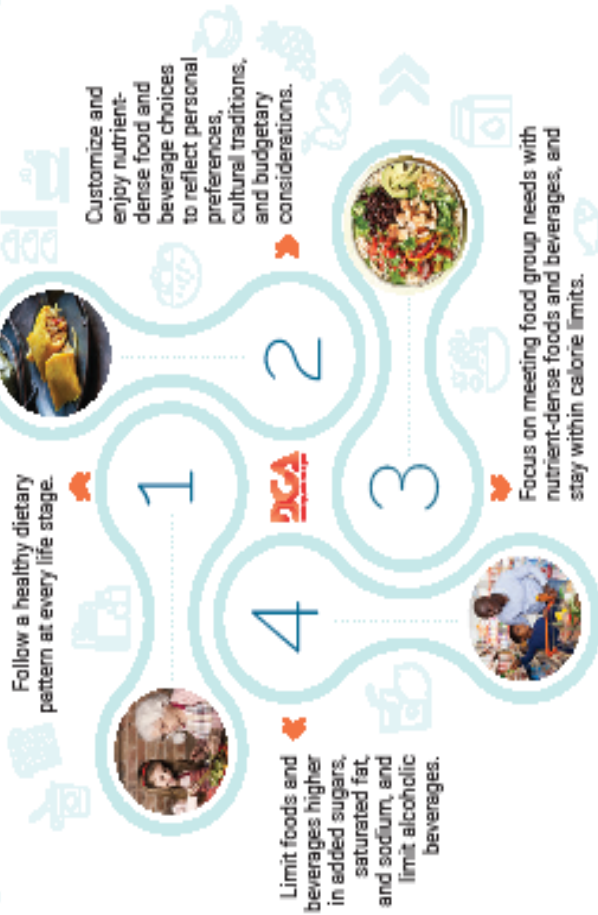 Follow a healthy dietary
pattern at every life stage.
1
Customize and
enjoy nutrient-
dense food and
beverage choices
to reflect personal
preferences,
cultural traditions,
and budgetary
considerations.
2
DGA
3
Focus on meeting food group needs with
nutrient-dense foods and beverages, and
stay within calorie limits.
4
Limit foods and
beverages higher
in added sugars,
saturated fat,
and sodium, and
limit alcoholic
beverages.